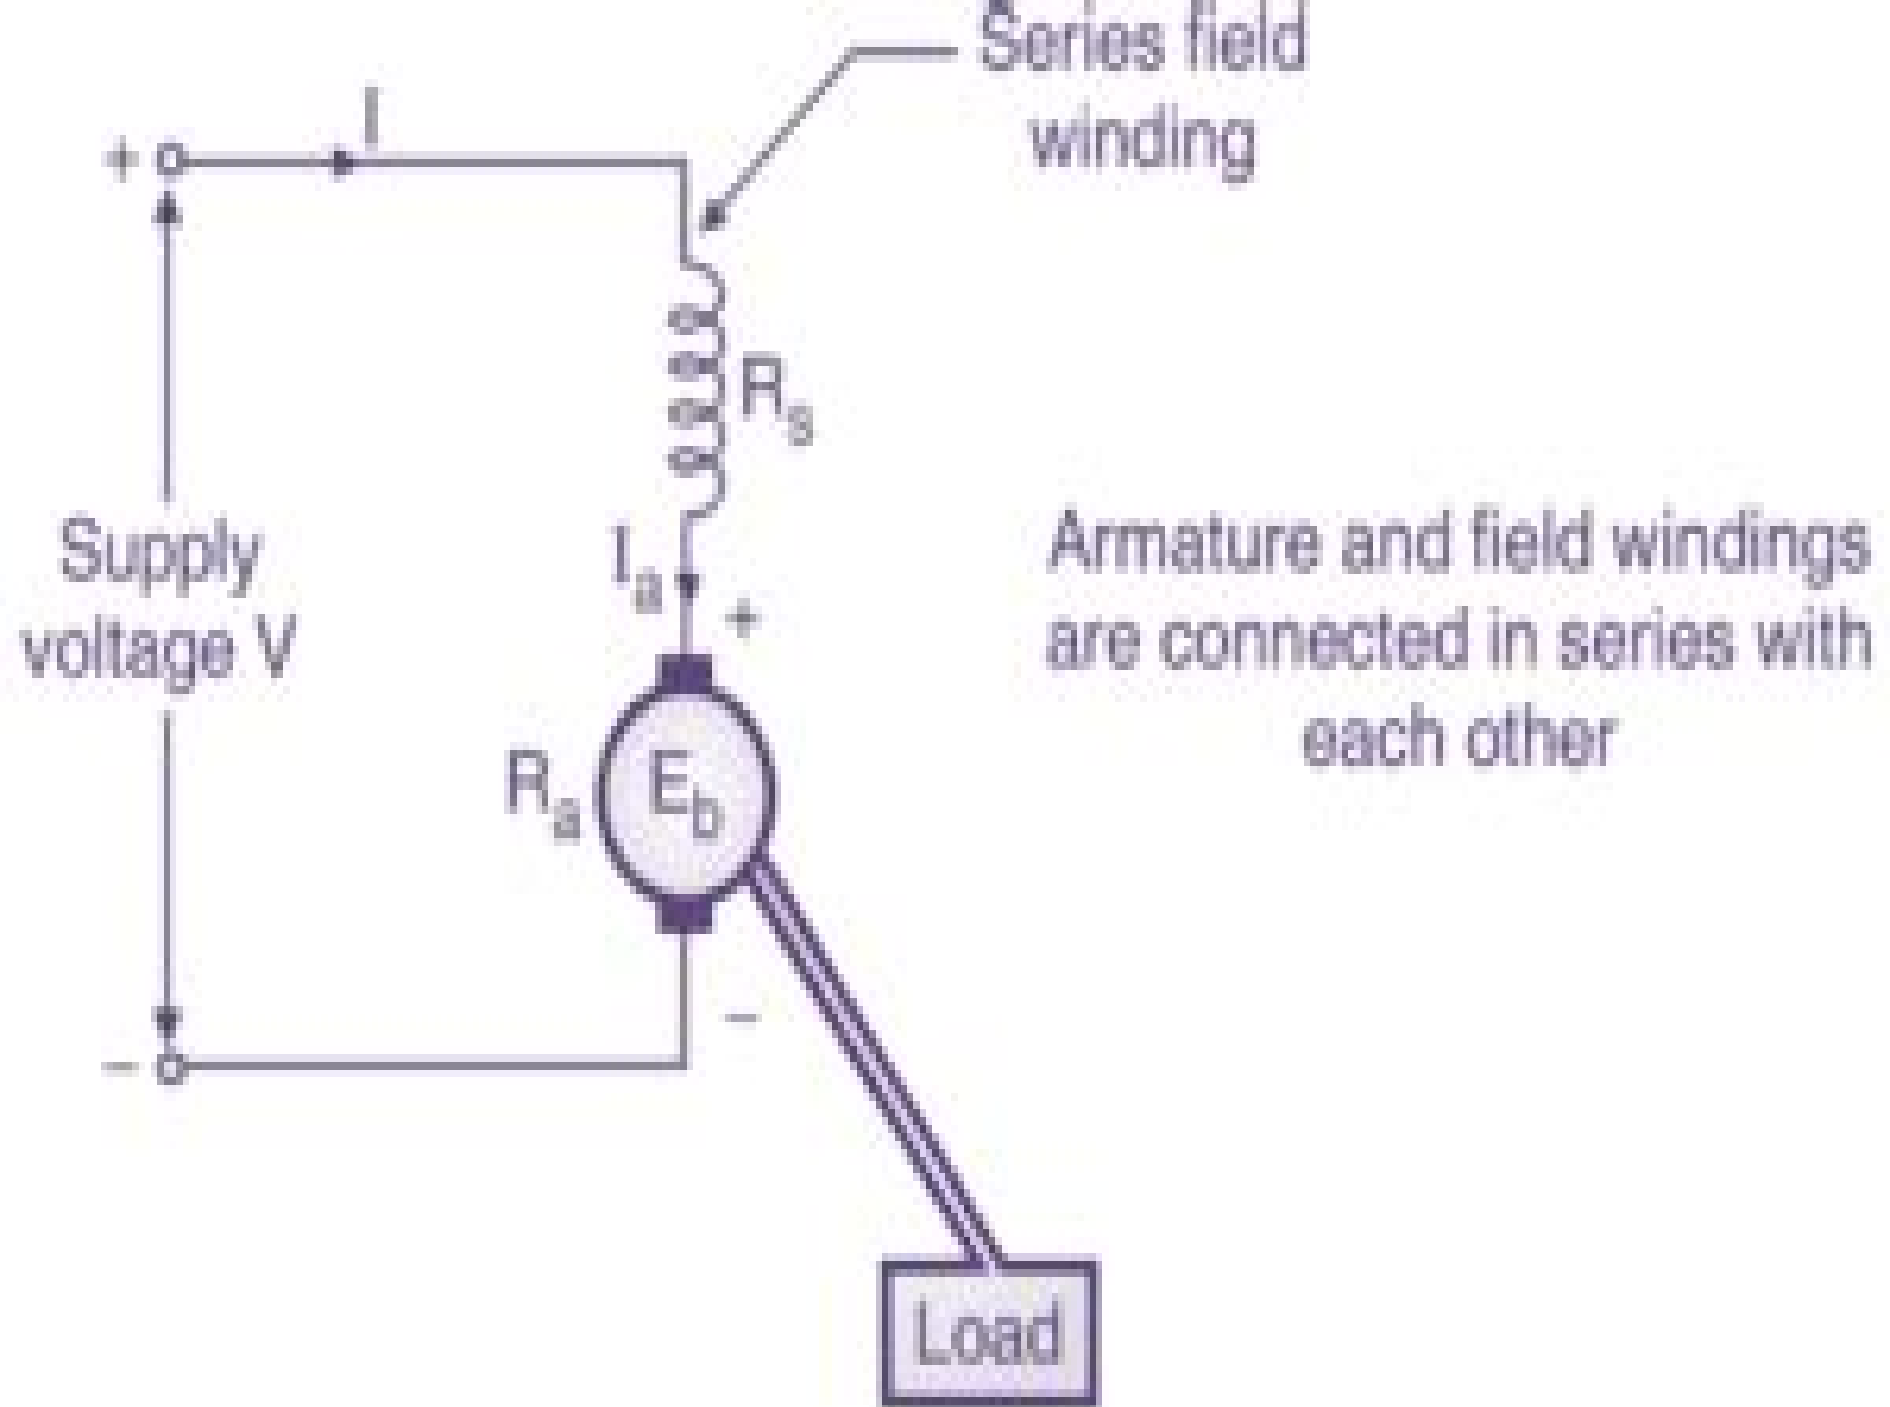 Series field
winding
I
+
R
s
Supply
voltage V
I
a
+
Armature and field windings
are connected in series with
each other
R
a
E
b
−
−
Load